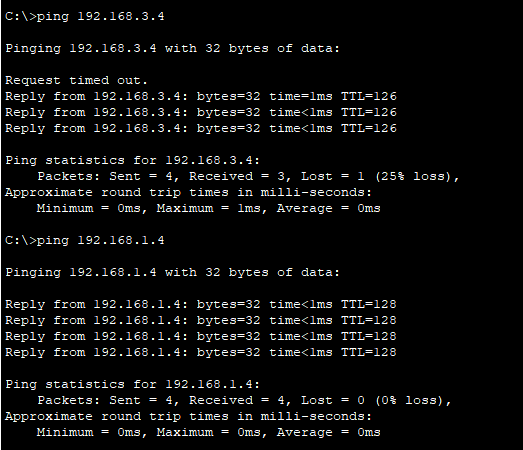 C:\>ping 192.168.3.4
Pinging 192.168.3.4 with 32 bytes of data:
Request timed out.
Reply from 192.168.3.4: bytes=32 time=1ms TTL=126
Reply from 192.168.3.4: bytes=32 time<1ms TTL=126
Reply from 192.168.3.4: bytes=32 time<1ms TTL=126
Ping statistics for 192.168.3.4:
    Packets: Sent = 4, Received = 3, Lost = 1 (25% loss),
Approximate round trip times in milli-seconds:
    Minimum = 0ms, Maximum = 1ms, Average = 0ms
C:\>ping 192.168.1.4
Pinging 192.168.1.4 with 32 bytes of data:
Reply from 192.168.1.4: bytes=32 time<1ms TTL=128
Reply from 192.168.1.4: bytes=32 time<1ms TTL=128
Reply from 192.168.1.4: bytes=32 time<1ms TTL=128
Reply from 192.168.1.4: bytes=32 time<1ms TTL=128
Ping statistics for 192.168.1.4:
    Packets: Sent = 4, Received = 4, Lost = 0 (0% loss),
Approximate round trip times in milli-seconds:
    Minimum = 0ms, Maximum = 0ms, Average = 0ms